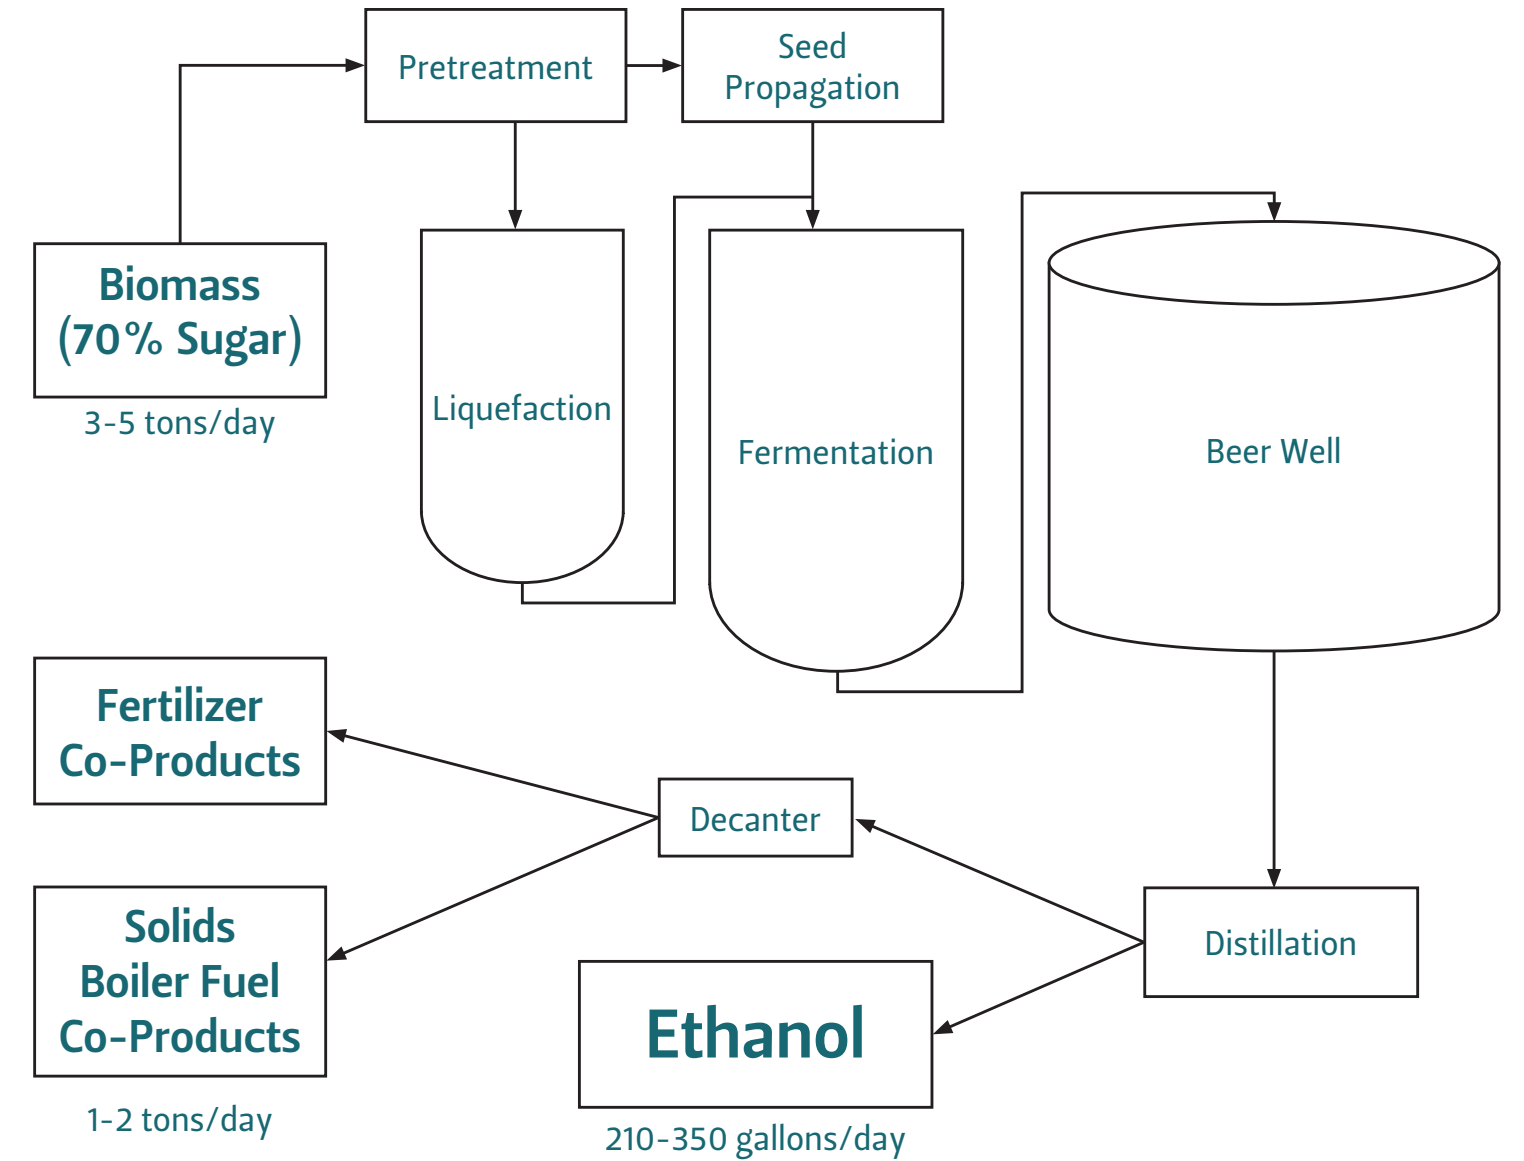 Pretreatment
Seed
Propagation
Biomass
(70% Sugar)
3-5 tons/day
Liquefaction
Fermentation
Beer Well
Fertilizer
Co-Products
Decanter
Distillation
Solids
Boiler Fuel
Co-Products
1-2 tons/day
Ethanol
210-350 gallons/day